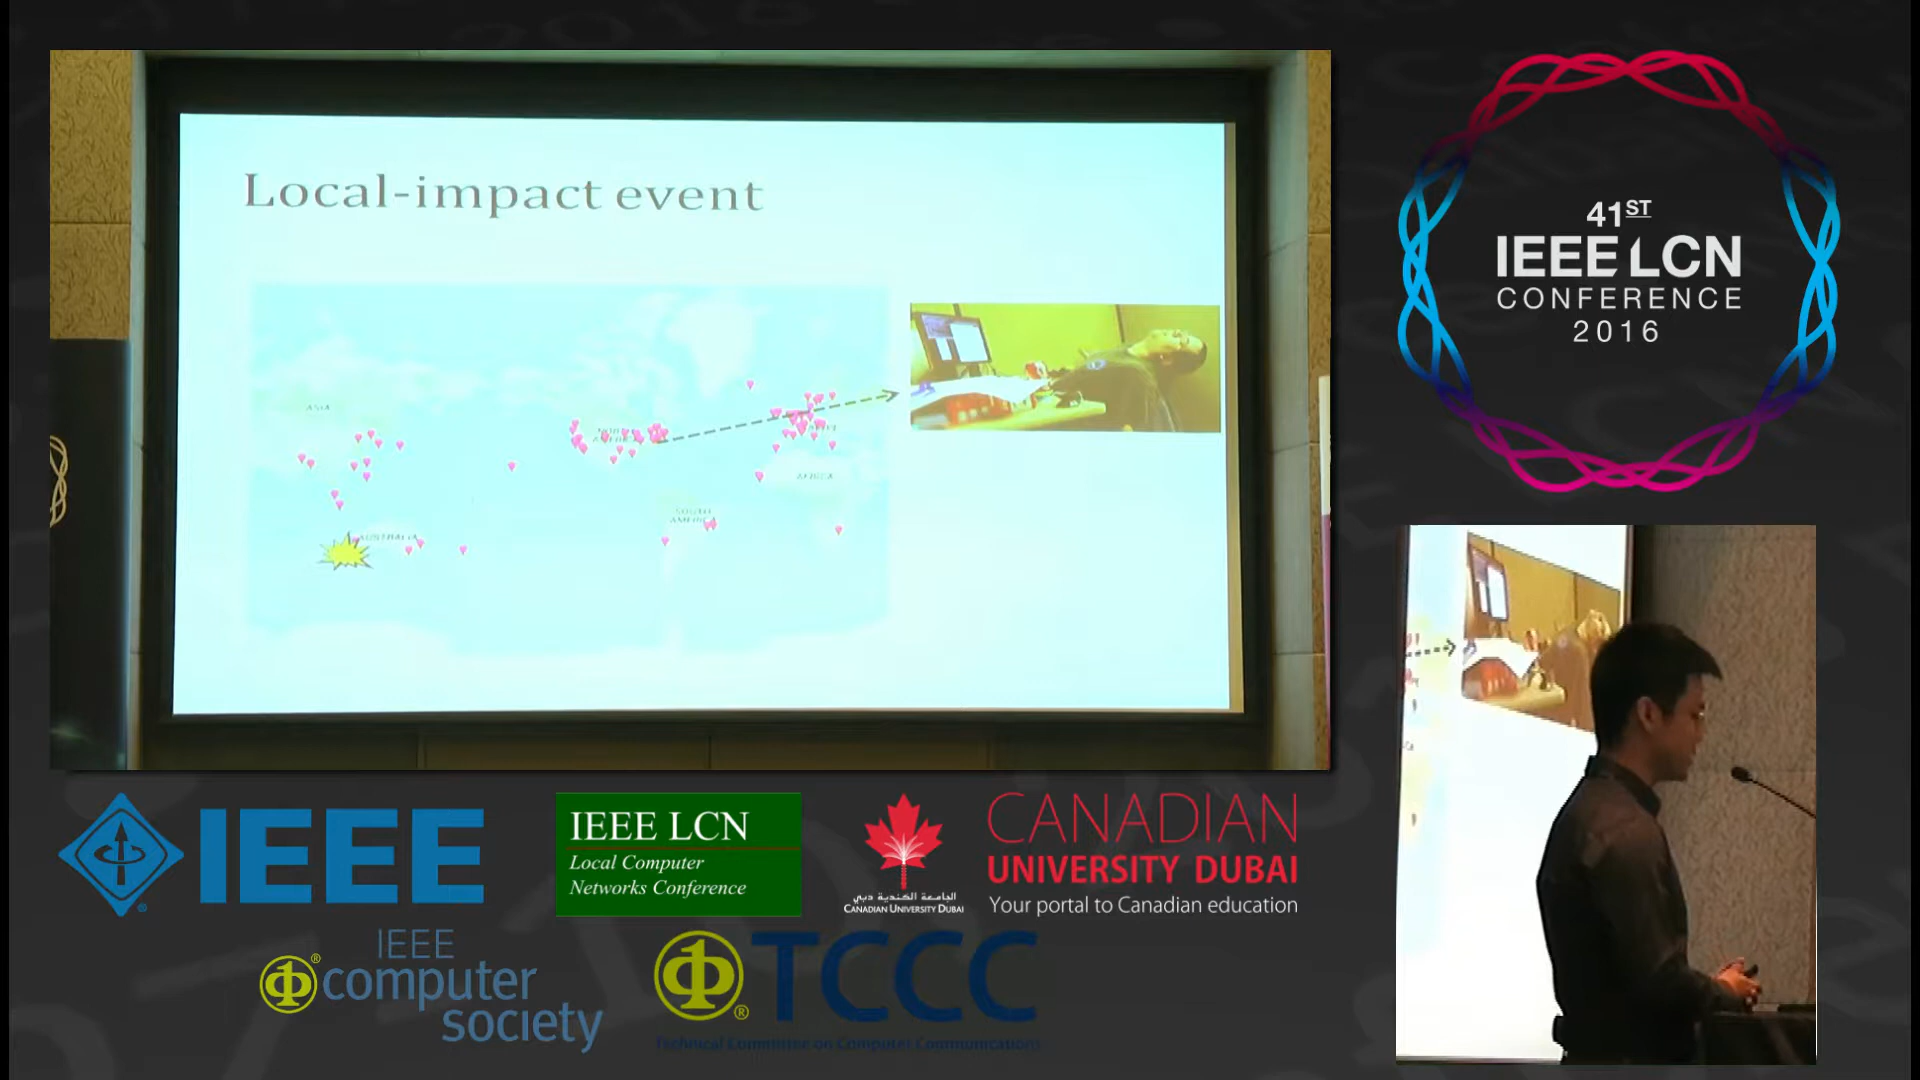 Local-impact event
ASIA
NORTH
AMERICA
AFRICA
SOUTH
AMERICA
AUSTRALIA
41ST
IEEE LCN
CONFERENCE
2016
IEEE
IEEE LCN
Local Computer
Networks Conference
الجامعة الكندية دبي
CANADIAN UNIVERSITY DUBAI
CANADIAN
UNIVERSITY DUBAI
Your portal to Canadian education
IEEE
computer
society
TCCC
Technical Committee on Computer Communications